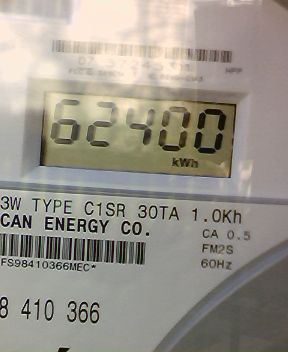 62400
kWh
3W TYPE C1SR 30TA 1.0Kh
CAN ENERGY CO.
CA 0.5
FM2S
60Hz
FS98410366MEC*
8 410 366